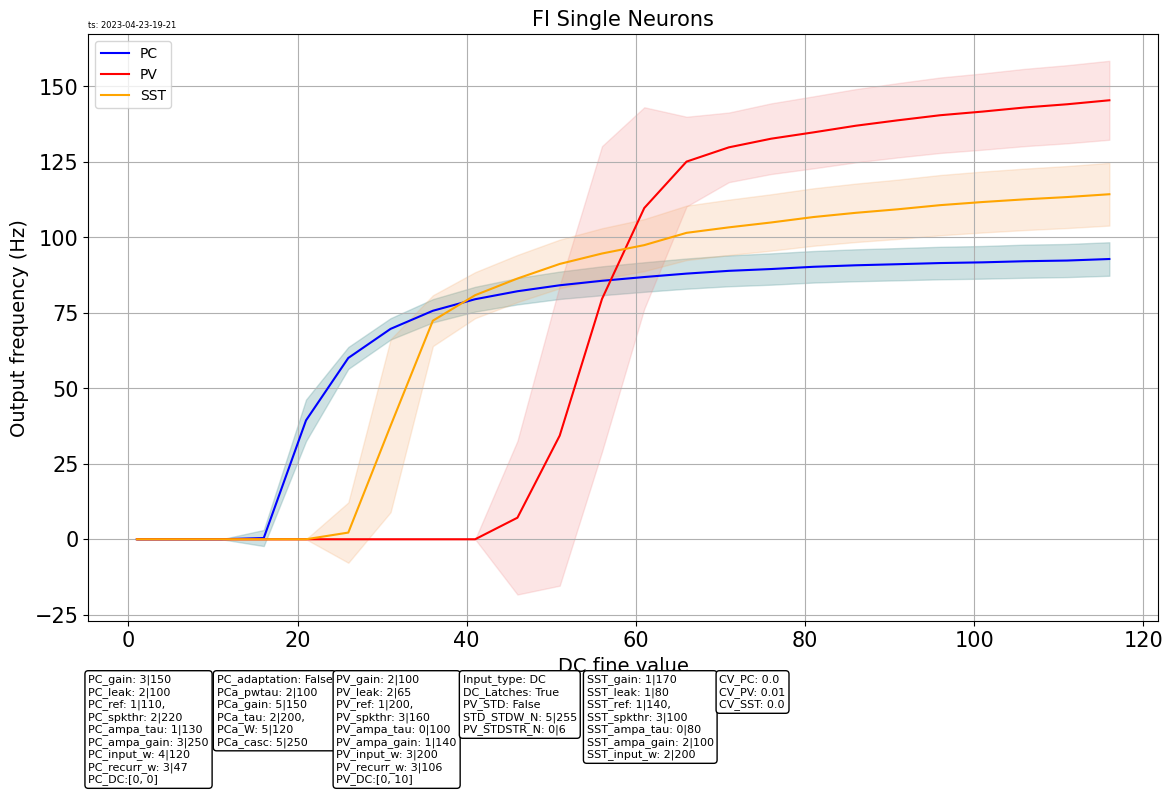 ts: 2023-04-23-19-21
FI Single Neurons
PC
PV
SST
Output frequency (Hz)
150
125
100
75
50
25
0
−25
0 20 40 60 80 100 120
DC fine value
PC_gain: 3|150
PC_leak: 2|100
PC_ref: 1|110,
PC_spkthr: 2|220
PC_ampa_tau: 1|130
PC_ampa_gain: 3|250
PC_input_w: 4|120
PC_recurr_w: 3|47
PC_DC:[0, 0]
PC_adaptation: False
PCa_pwtau: 2|100
PCa_gain: 5|150
PCa_tau: 2|200,
PCa_W: 5|120
PCa_casc: 5|250
PV_gain: 2|100
PV_leak: 2|65
PV_ref: 1|200,
PV_spkthr: 3|160
PV_ampa_tau: 0|100
PV_ampa_gain: 1|140
PV_input_w: 3|200
PV_recurr_w: 3|106
PV_DC:[0, 10]
Input_type: DC
DC_Latches: True
PV_STD: False
STD_STDW_N: 5|255
PV_STDSTR_N: 0|6
SST_gain: 1|170
SST_leak: 1|80
SST_ref: 1|140,
SST_spkthr: 3|100
SST_ampa_tau: 0|80
SST_ampa_gain: 2|100
SST_input_w: 2|200
CV_PC: 0.0
CV_PV: 0.01
CV_SST: 0.0